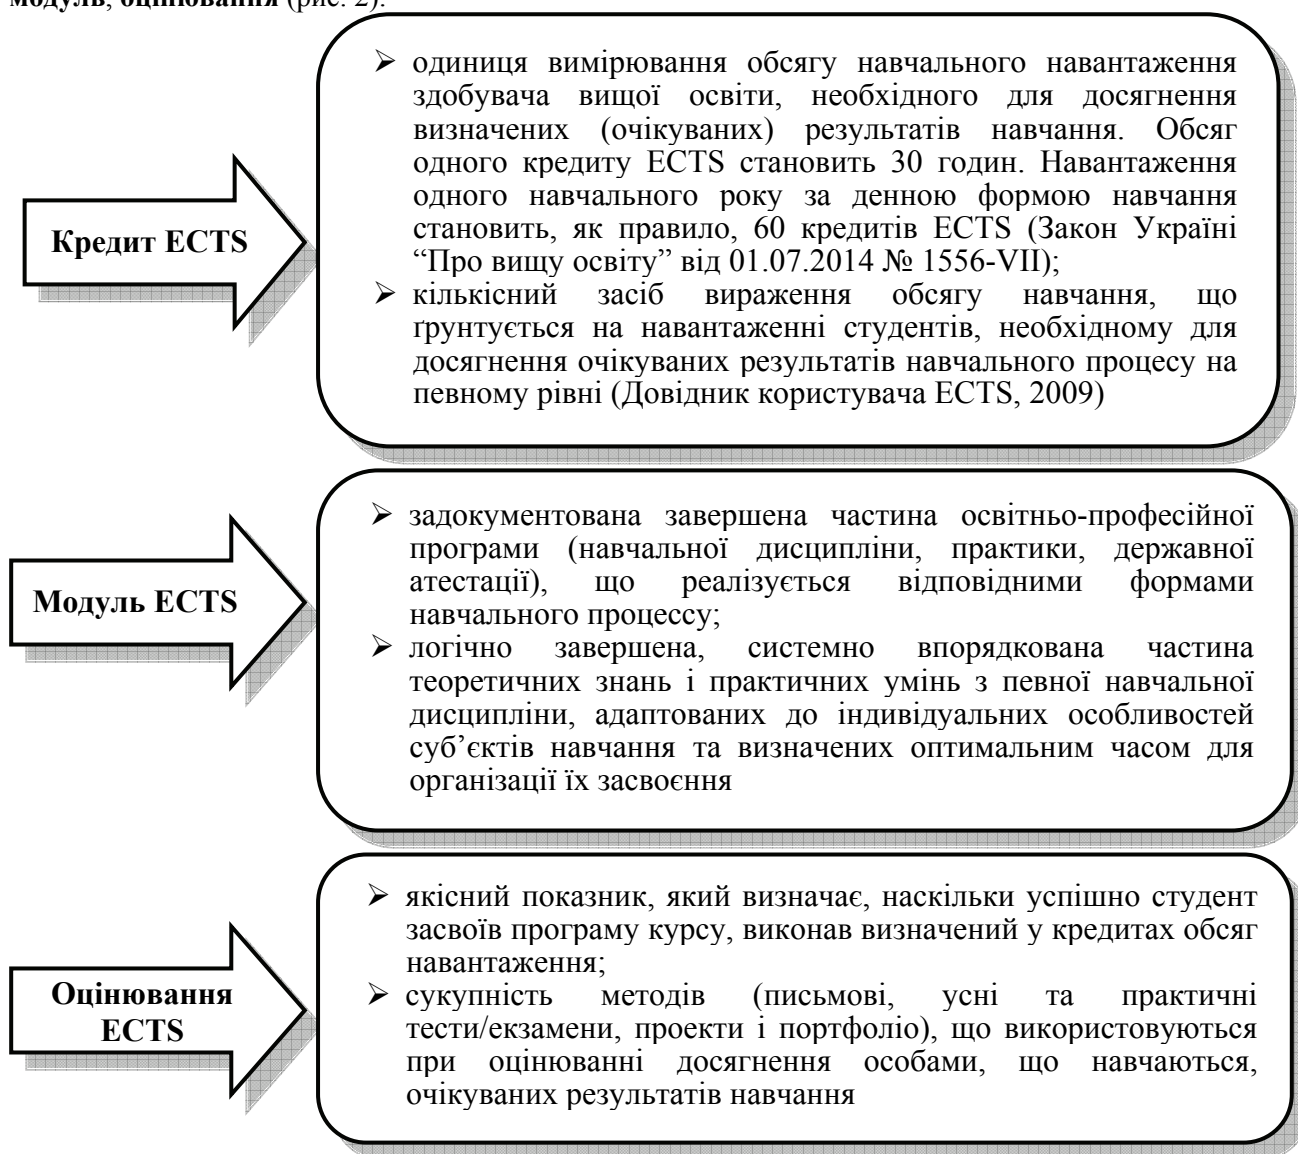 модуль, оцінювання (рис. 2).
Кредит ECTS
➢ одиниця вимірювання обсягу навчального навантаження
здобувача вищої освіти, необхідного для досягнення
визначених (очікуваних) результатів навчання. Обсяг
одного кредиту ECTS становить 30 годин. Навантаження
одного навчального року за денною формою навчання
становить, як правило, 60 кредитів ECTS (Закон Україні
“Про вищу освіту” від 01.07.2014 № 1556-VII);
➢ кількісний засіб вираження обсягу навчання, що
ґрунтується на навантаженні студентів, необхідному для
досягнення очікуваних результатів навчального процесу на
певному рівні (Довідник користувача ECTS, 2009)
Модуль ECTS
➢ задокументована завершена частина освітньо-професійної
програми (навчальної дисципліни, практики, державної
атестації), що реалізується відповідними формами
навчального процессу;
➢ логічно завершена, системно впорядкована частина
теоретичних знань і практичних умінь з певної навчальної
дисципліни, адаптованих до індивідуальних особливостей
суб’єктів навчання та визначених оптимальним часом для
організації їх засвоєння
Оцінювання
ECTS
➢ якісний показник, який визначає, наскільки успішно студент
засвоїв програму курсу, виконав визначений у кредитах обсяг
навантаження;
➢ сукупність методів (письмові, усні та практичні
тести/екзамени, проекти і портфоліо), що використовуються
при оцінюванні досягнення особами, що навчаються,
очікуваних результатів навчання